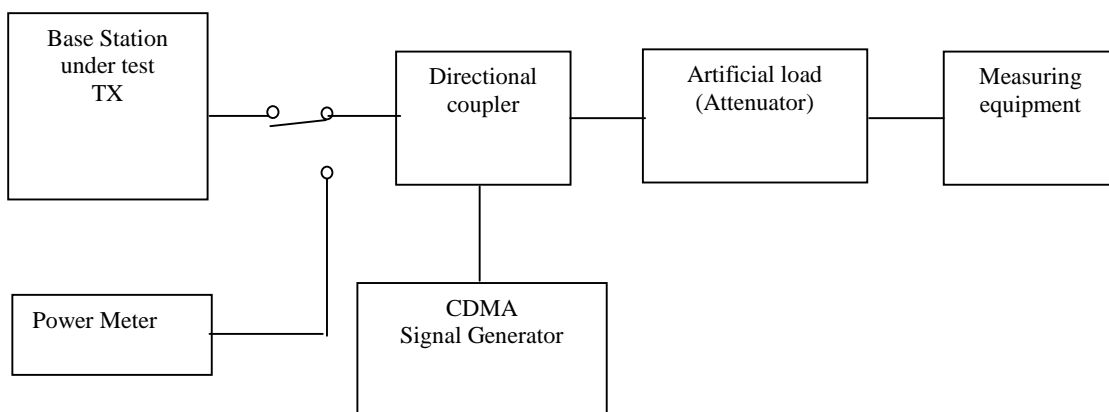 Base Station
under test
TX
Directional
coupler
Artificial load
(Attenuator)
Measuring
equipment
Power Meter
CDMA
Signal Generator